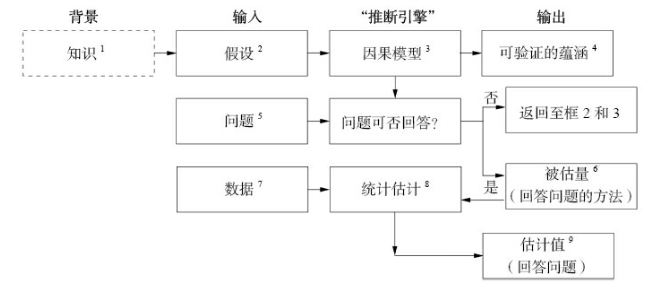 背景 输入 “推断引擎” 输出
知识 1 假设 2 因果模型 3 可验证的蕴涵 4
否
问题 5 问题可否回答? 返回至框 2 和 3
被估量 6
数据 7 统计估计 8 是 (回答问题的方法)
估计值 9
(回答问题)